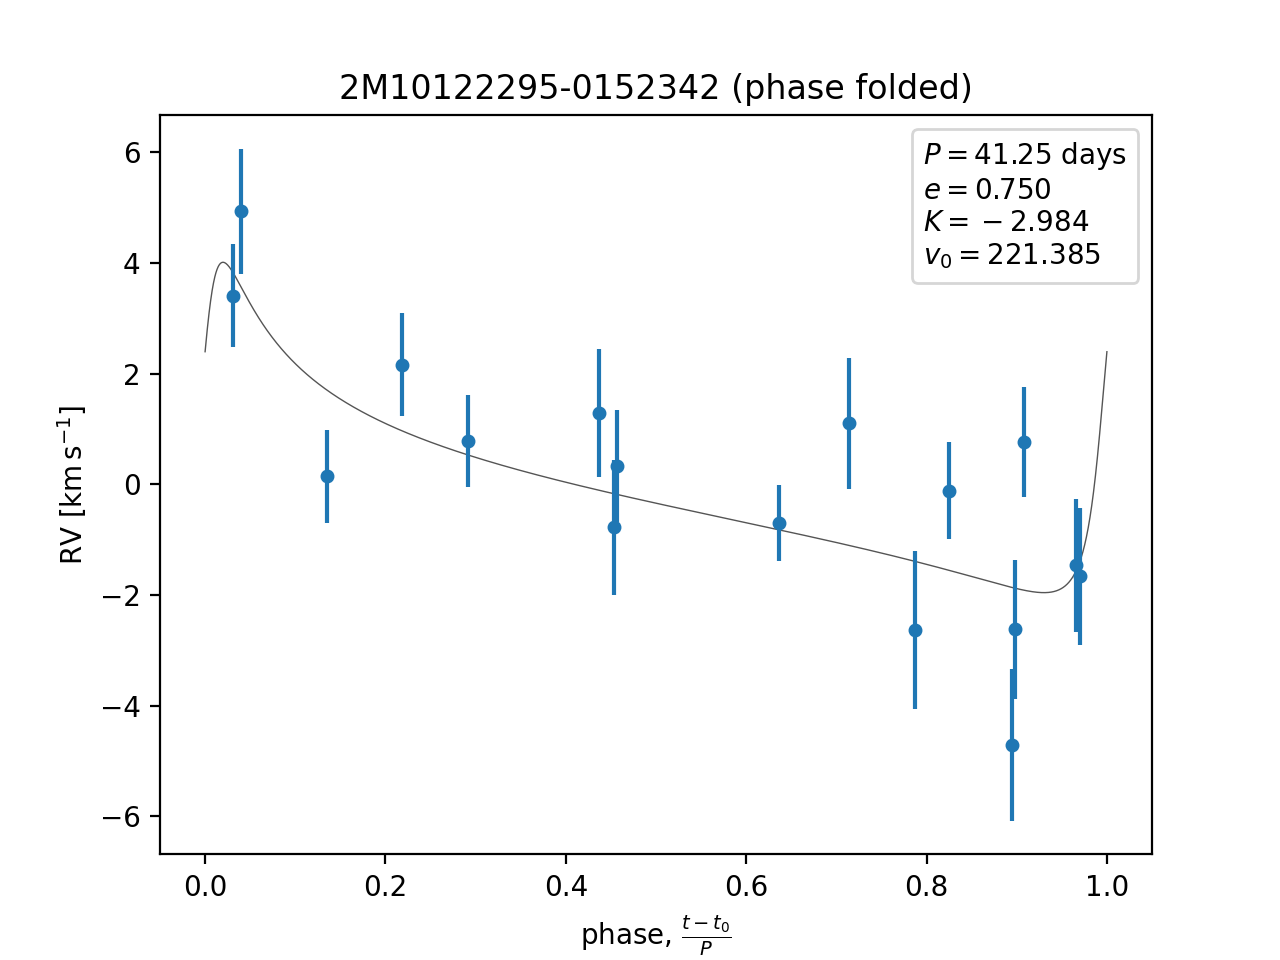 2M10122295-0152342 (phase folded)
P = 41.25 days
e = 0.750
K = −2.984
v₀ = 221.385
RV [km s⁻¹]
6
4
2
0
−2
−4
−6
0.0 0.2 0.4 0.6 0.8 1.0
phase, (t − t₀)/P